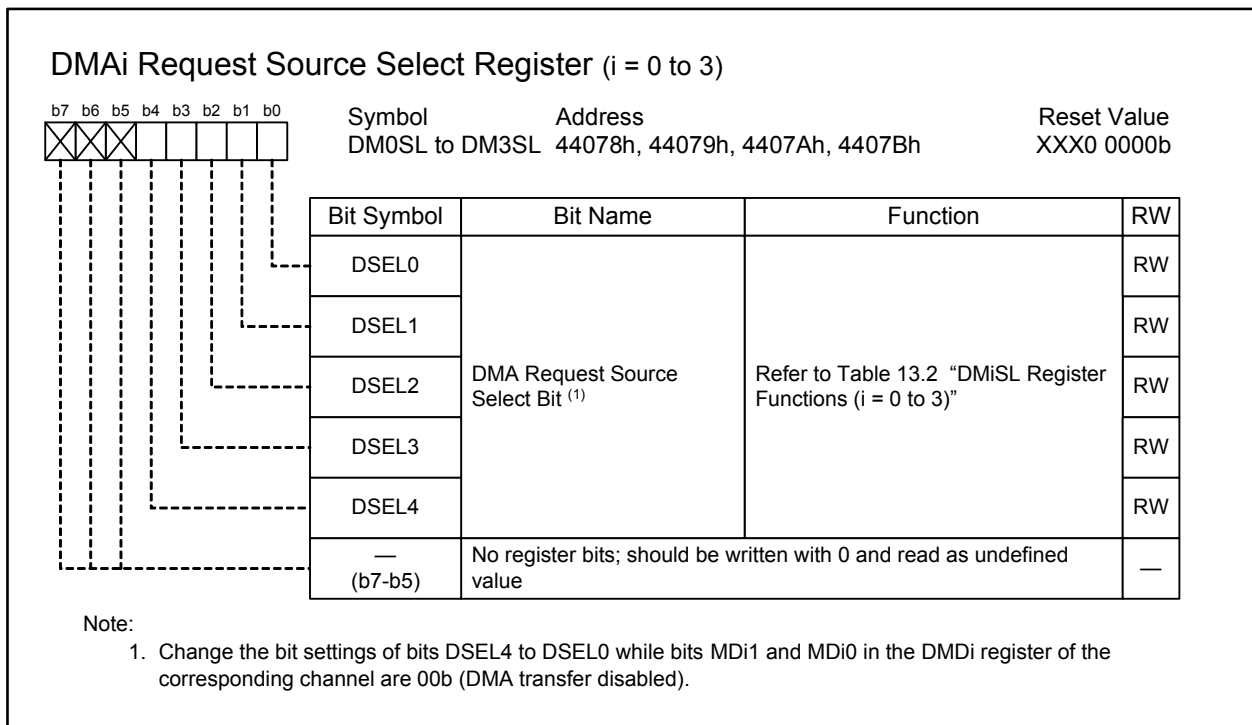 DMAi Request Source Select Register (i = 0 to 3)
b7 b6 b5 b4 b3 b2 b1 b0
Symbol Address Reset Value
DM0SL to DM3SL 44078h, 44079h, 4407Ah, 4407Bh XXX0 0000b
Bit Symbol Bit Name Function RW
DSEL0 RW
DSEL1 RW
DSEL2 DMA Request Source Select Bit (1) Refer to Table 13.2 “DMiSL Register Functions (i = 0 to 3)” RW
DSEL3 RW
DSEL4 RW
— (b7-b5) No register bits; should be written with 0 and read as undefined value —
Note:
1. Change the bit settings of bits DSEL4 to DSEL0 while bits MDi1 and MDi0 in the DMDi register of the
corresponding channel are 00b (DMA transfer disabled).